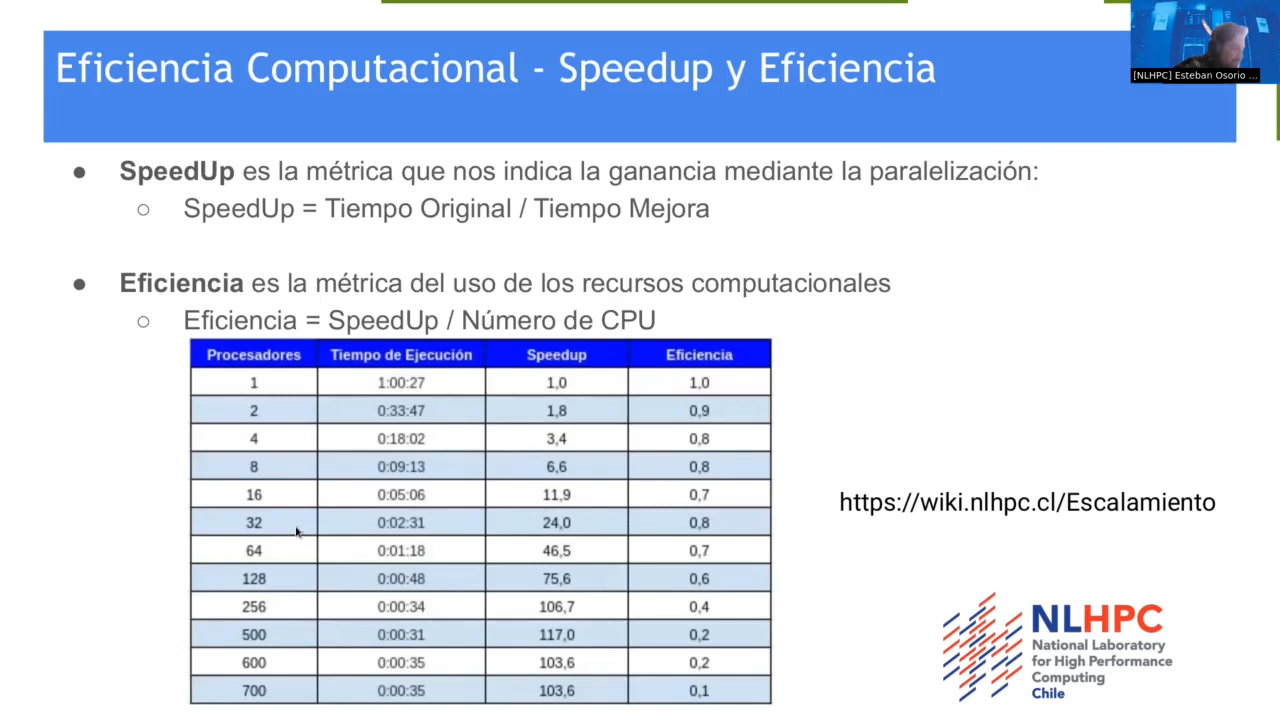 Eficiencia Computacional - Speedup y Eficiencia
[NLHPC] Esteban Osorio ...
● SpeedUp es la métrica que nos indica la ganancia mediante la paralelización:
○ SpeedUp = Tiempo Original / Tiempo Mejora
● Eficiencia es la métrica del uso de los recursos computacionales
○ Eficiencia = SpeedUp / Número de CPU
Procesadores Tiempo de Ejecución Speedup Eficiencia
1 1:00:27 1,0 1,0
2 0:33:47 1,8 0,9
4 0:18:02 3,4 0,8
8 0:09:13 6,6 0,8
16 0:05:06 11,9 0,7
32 0:02:31 24,0 0,8
64 0:01:18 46,5 0,7
128 0:00:48 75,6 0,6
256 0:00:34 106,7 0,4
500 0:00:31 117,0 0,2
600 0:00:35 103,6 0,2
700 0:00:35 103,6 0,1
https://wiki.nlhpc.cl/Escalamiento
NLHPC
National Laboratory
for High Performance
Computing
Chile